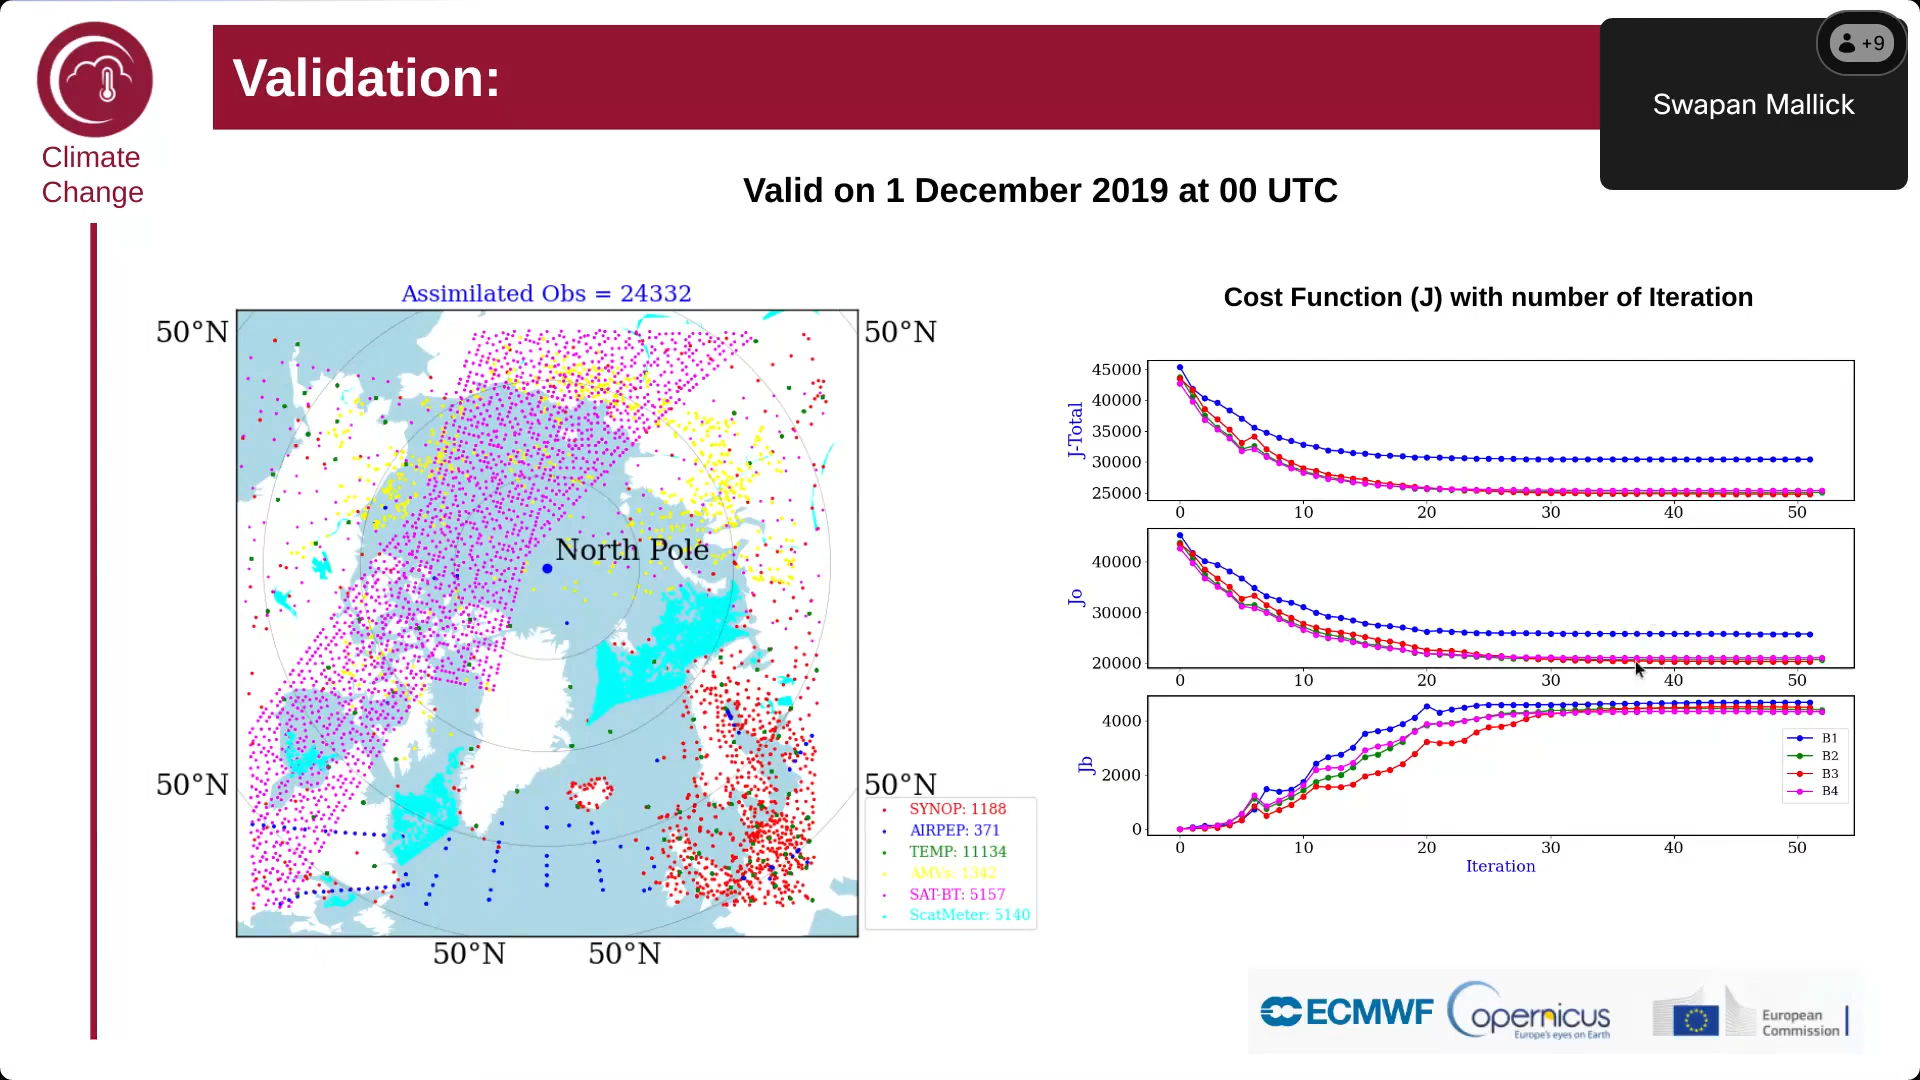 Validation:
+9
Swapan Mallick
Climate
Change
Valid on 1 December 2019 at 00 UTC
Assimilated Obs = 24332
50°N
50°N
North Pole
50°N
50°N
50°N
50°N
SYNOP: 1188
AIRPEP: 371
TEMP: 11134
AMVs: 1342
SAT-BT: 5157
ScatMeter: 5140
Cost Function (J) with number of Iteration
J-Total
45000
40000
35000
30000
25000
0 10 20 30 40 50
Jo
40000
30000
20000
0 10 20 30 40 50
Jb
4000
2000
0
B1
B2
B3
B4
0 10 20 30 40 50
Iteration
ECMWF
opernicus
Europe's eyes on Earth
European
Commission